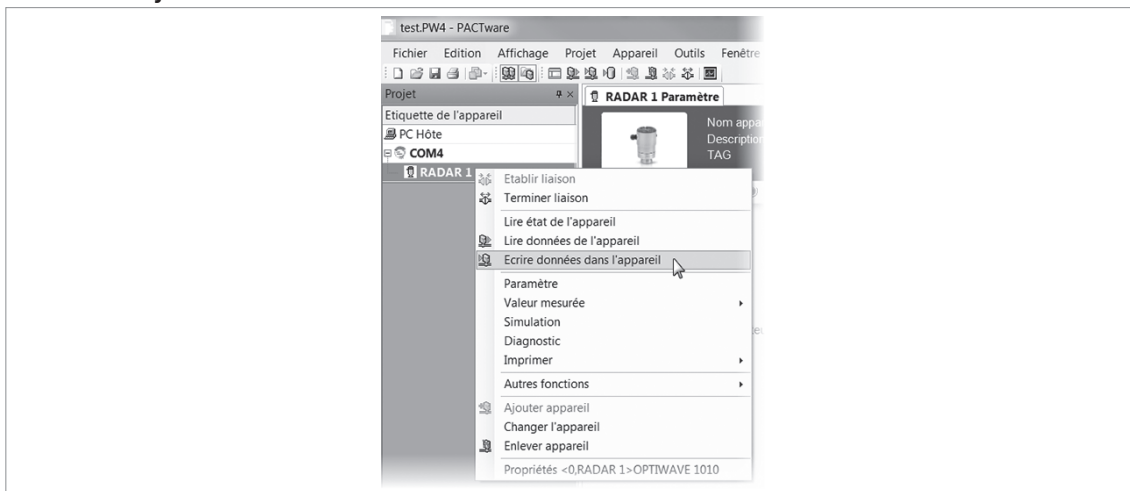 test.PW4 - PACTware
Fichier Edition Affichage Projet Appareil Outils Fenêtre
Projet
RADAR 1 Paramètre
Etiquette de l'appareil
Nom appa
Description
TAG
PC Hôte
COM4
RADAR 1
Etablir liaison
Terminer liaison
Lire état de l'appareil
Lire données de l'appareil
Ecrire données dans l'appareil
Paramètre
Valeur mesurée
Simulation
Diagnostic
Imprimer
Autres fonctions
Ajouter appareil
Changer l'appareil
Enlever appareil
Propriétés <0,RADAR 1>OPTIWAVE 1010